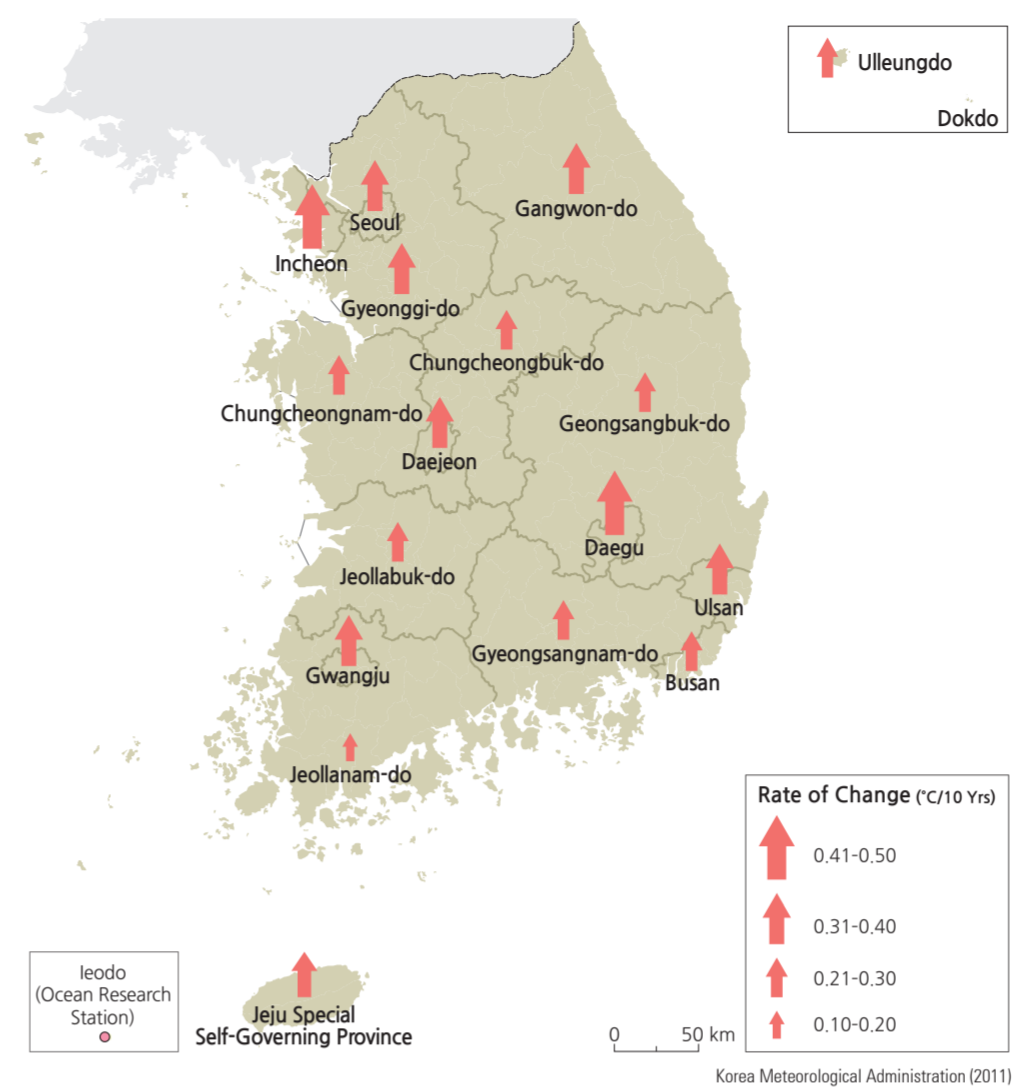 Ulleungdo
Dokdo
Gangwon-do
Seoul
Incheon
Gyeonggi-do
Chungcheongbuk-do
Chungcheongnam-do
Geongsangbuk-do
Daejeon
Daegu
Jeollabuk-do
Ulsan
Gyeongsangnam-do
Gwangju
Busan
Jeollanam-do
Rate of Change (°C/10 Yrs)
0.41-0.50
0.31-0.40
0.21-0.30
0.10-0.20
Ieodo
(Ocean Research
Station)
Jeju Special
Self-Governing Province
0 50 km
Korea Meteorological Administration (2011)